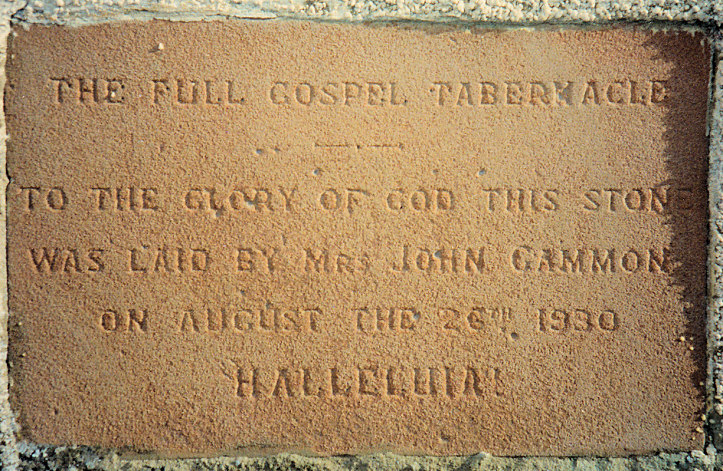 THE FULL GOSPEL TABERNACLE
TO THE GLORY OF GOD THIS STONE
WAS LAID BY MRS JOHN GAMMON
ON AUGUST THE 26TH 1930
HALLELUIA!